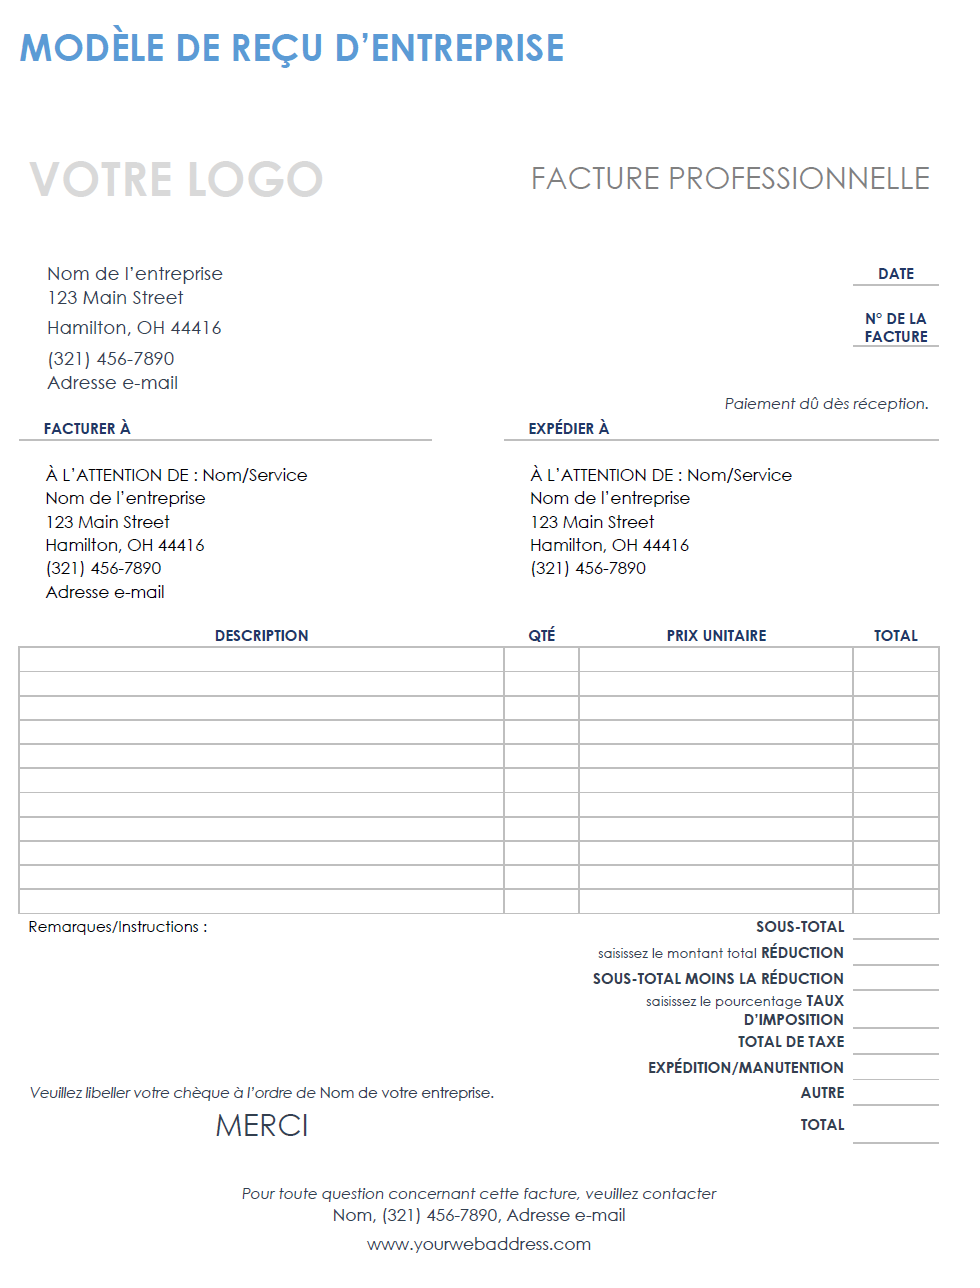 MODÈLE DE REÇU D’ENTREPRISE
VOTRE LOGO
FACTURE PROFESSIONNELLE
Nom de l’entreprise
123 Main Street
Hamilton, OH 44416
(321) 456-7890
Adresse e-mail
DATE
N° DE LA
FACTURE
Paiement dû dès réception.
FACTURER À
À L’ATTENTION DE : Nom/Service
Nom de l’entreprise
123 Main Street
Hamilton, OH 44416
(321) 456-7890
Adresse e-mail
EXPÉDIER À
À L’ATTENTION DE : Nom/Service
Nom de l’entreprise
123 Main Street
Hamilton, OH 44416
(321) 456-7890
DESCRIPTION QTÉ PRIX UNITAIRE TOTAL
Remarques/Instructions :
SOUS-TOTAL
saisissez le montant total RÉDUCTION
SOUS-TOTAL MOINS LA RÉDUCTION
saisissez le pourcentage TAUX
D’IMPOSITION
TOTAL DE TAXE
EXPÉDITION/MANUTENTION
AUTRE
TOTAL
Veuillez libeller votre chèque à l’ordre de Nom de votre entreprise.
MERCI
Pour toute question concernant cette facture, veuillez contacter
Nom, (321) 456-7890, Adresse e-mail
www.yourwebaddress.com